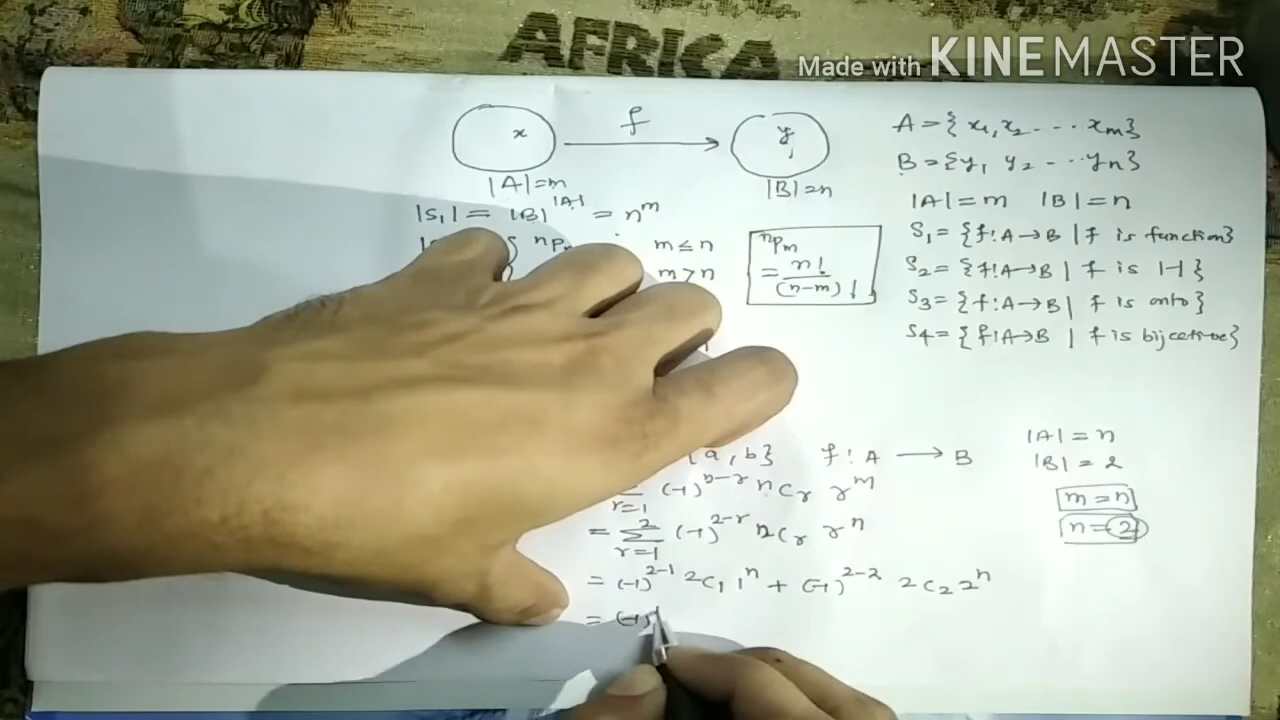 AFRICA
Made with KINEMASTER
x f y
|A|=m |B|=n
|S₁| = |B|^|A| = n^m
m ≤ n
m > n
ⁿPm
= n!/(n-m)!
A = {x₁, x₂ ... xm}
B = {y₁ y₂ ... yn}
|A| = m |B| = n
S₁ = {f: A→B | f is function}
S₂ = {f: A→B | f is 1-1}
S₃ = {f: A→B | f is onto}
S₄ = {f: A→B | f is bijective}
{a, b} f: A → B
r=1 (-1)^(n-r) nCr r^m
= Σ_(r=1)^2 (-1)^(2-r) 2Cr r^n
= (-1)^(2-1) 2C₁ 1^n + (-1)^(2-2) 2C₂ 2^n
= (-1)
|A| = n
|B| = 2
m = n
n = 2